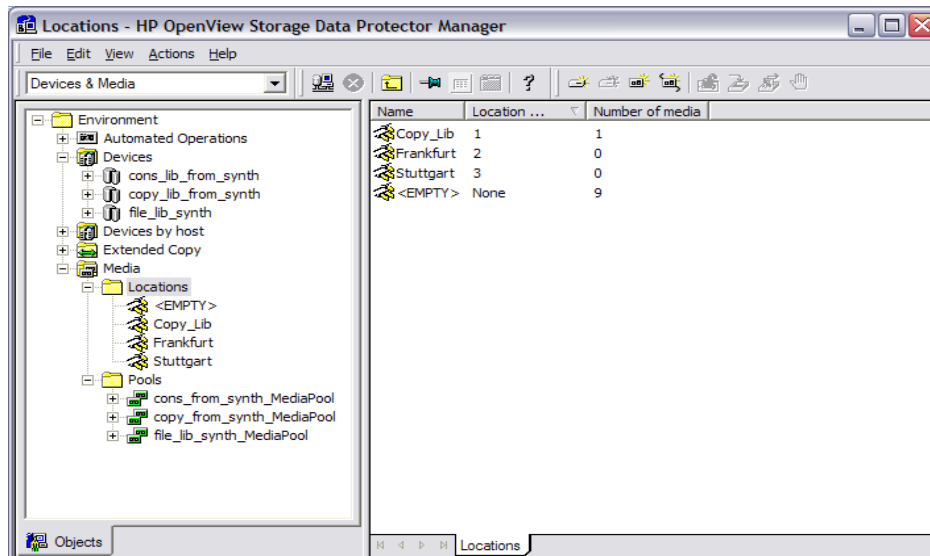 Locations - HP OpenView Storage Data Protector Manager
File Edit View Actions Help
Devices & Media
Environment
Automated Operations
Devices
cons_lib_from_synth
copy_lib_from_synth
file_lib_synth
Devices by host
Extended Copy
Media
Locations
<EMPTY>
Copy_Lib
Frankfurt
Stuttgart
Pools
cons_from_synth_MediaPool
copy_from_synth_MediaPool
file_lib_synth_MediaPool
Objects
Name Location ... Number of media
Copy_Lib 1 1
Frankfurt 2 0
Stuttgart 3 0
<EMPTY> None 9
Locations